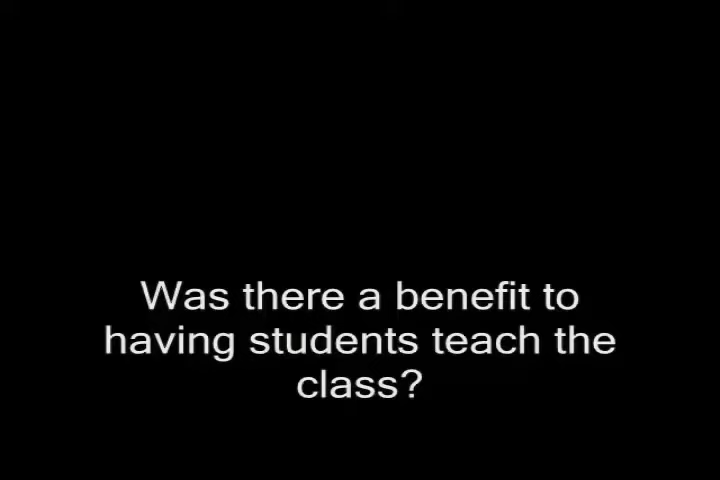 Was there a benefit to
having students teach the
class?